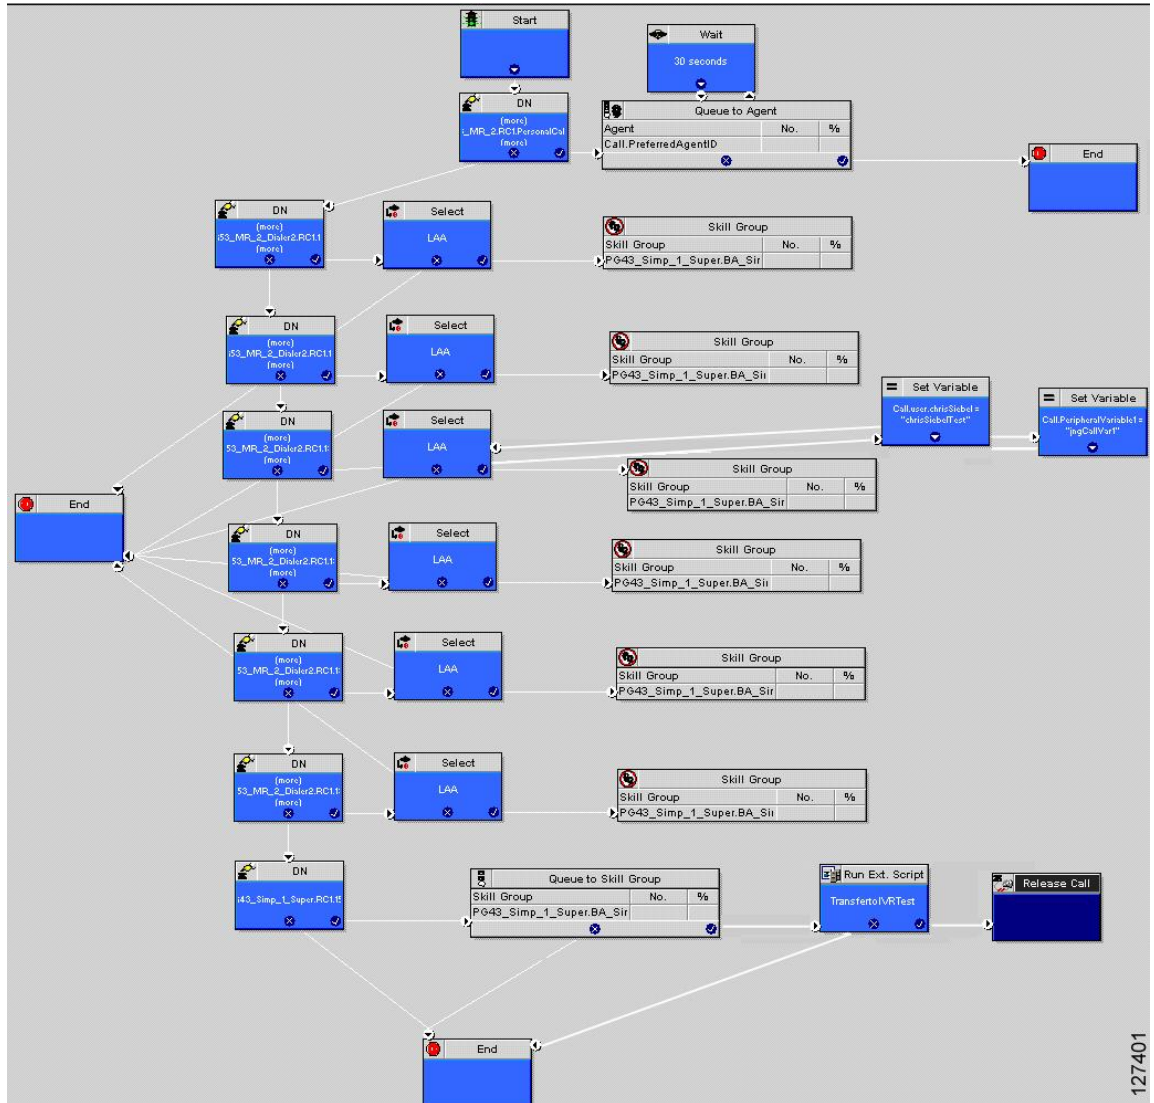 Start
Wait
30 seconds
DN
(more)
i_MR_2.RC1.PersonalCal
(more)
Queue to Agent
Agent No. %
Call.PreferredAgentID
End
DN
(more)
i53_MR_2_Dialer2.RC1.1
(more)
Select
LAA
Skill Group
Skill Group No. %
PG43_Simp_1_Super.BA_Sir
DN
(more)
i53_MR_2_Dialer2.RC1.1
(more)
Select
LAA
Skill Group
Skill Group No. %
PG43_Simp_1_Super.BA_Sir
Set Variable
Call.user.chrisSiebel =
"chrisSiebelTest"
Set Variable
Call.PeripheralVariable1 =
"jngCallVar1"
DN
(more)
53_MR_2_Dialer2.RC1.1:
(more)
Select
LAA
Skill Group
Skill Group No. %
PG43_Simp_1_Super.BA_Sir
End
DN
(more)
53_MR_2_Dialer2.RC1.1:
(more)
Select
LAA
Skill Group
Skill Group No. %
PG43_Simp_1_Super.BA_Sir
DN
(more)
53_MR_2_Dialer2.RC1.1:
(more)
Select
LAA
Skill Group
Skill Group No. %
PG43_Simp_1_Super.BA_Sir
DN
(more)
53_MR_2_Dialer2.RC1.1:
(more)
Select
LAA
Skill Group
Skill Group No. %
PG43_Simp_1_Super.BA_Sir
DN
i43_Simp_1_Super.RC1.15
Queue to Skill Group
Skill Group No. %
PG43_Simp_1_Super.BA_Sir
Run Ext. Script
TransfertoIVRTest
Release Call
End
127401